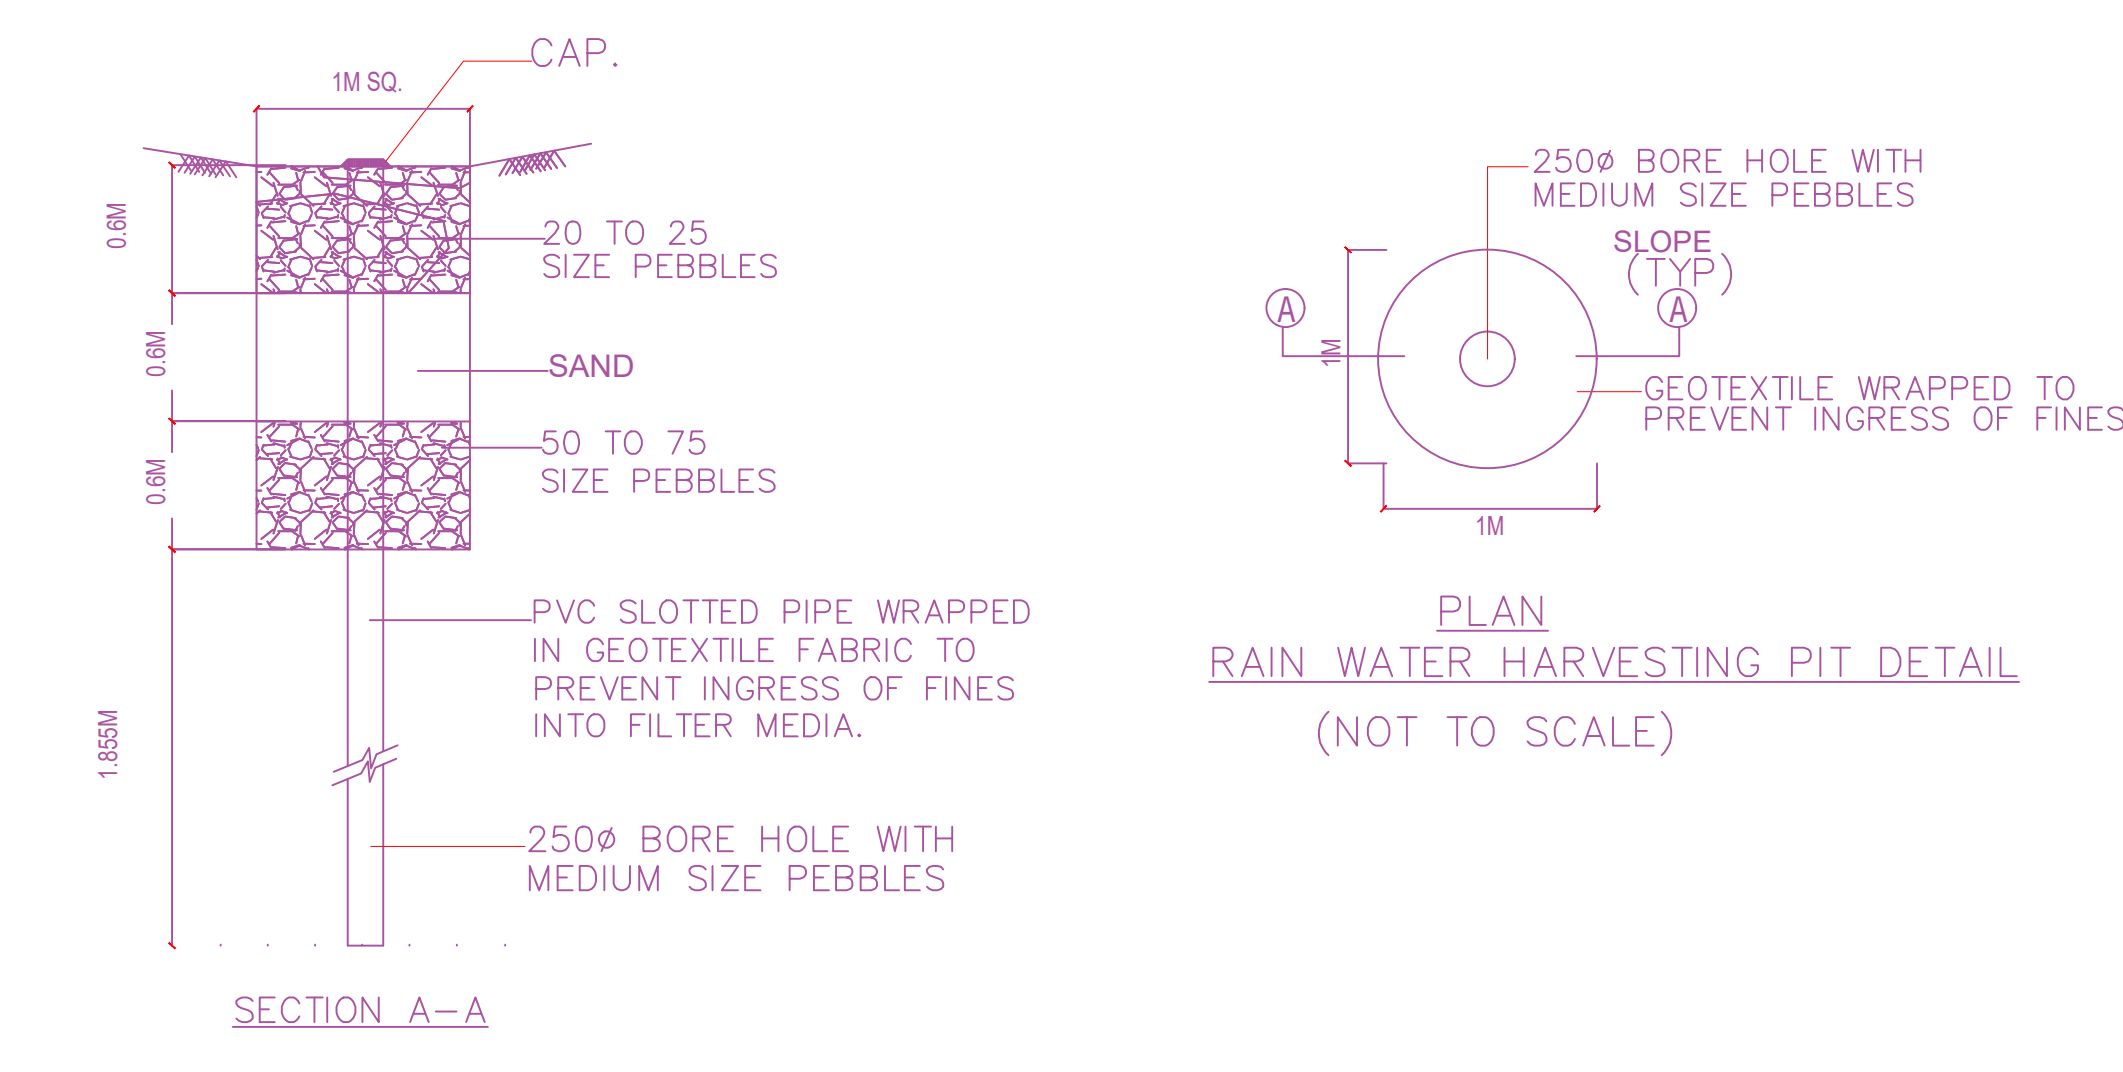 CAP.
1M SQ.
0.6M
20 TO 25
SIZE PEBBLES
0.6M
SAND
0.6M
50 TO 75
SIZE PEBBLES
PVC SLOTTED PIPE WRAPPED
IN GEOTEXTILE FABRIC TO
PREVENT INGRESS OF FINES
INTO FILTER MEDIA.
1.855M
250ø BORE HOLE WITH
MEDIUM SIZE PEBBLES
SECTION A-A
250ø BORE HOLE WITH
MEDIUM SIZE PEBBLES
SLOPE
(TYP)
A
A
1M
GEOTEXTILE WRAPPED TO
PREVENT INGRESS OF FINES
1M
PLAN
RAIN WATER HARVESTING PIT DETAIL
(NOT TO SCALE)